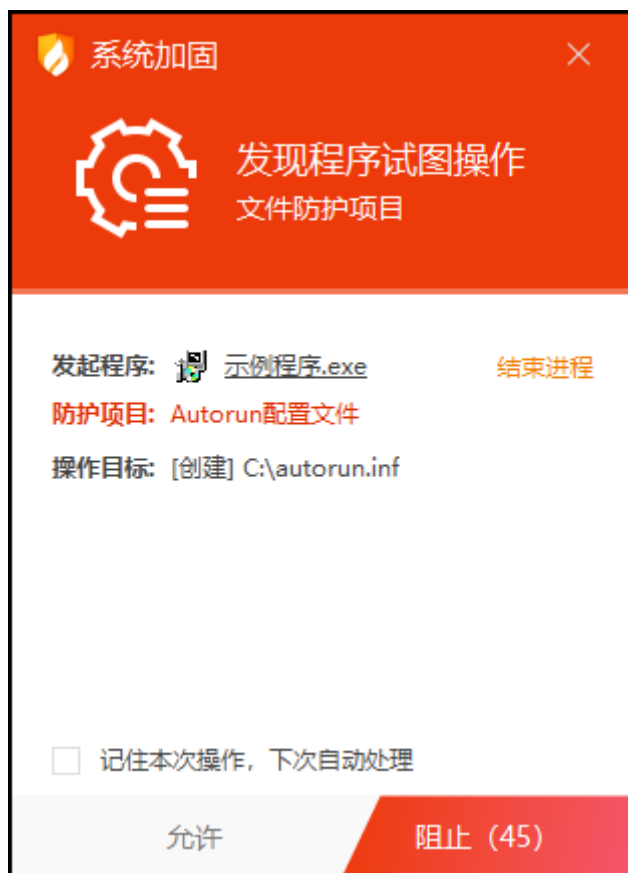 系统加固
发现程序试图操作
文件防护项目
发起程序: 示例程序.exe 结束进程
防护项目: Autorun配置文件
操作目标: [创建] C:\autorun.inf
记住本次操作，下次自动处理
允许 阻止（45）